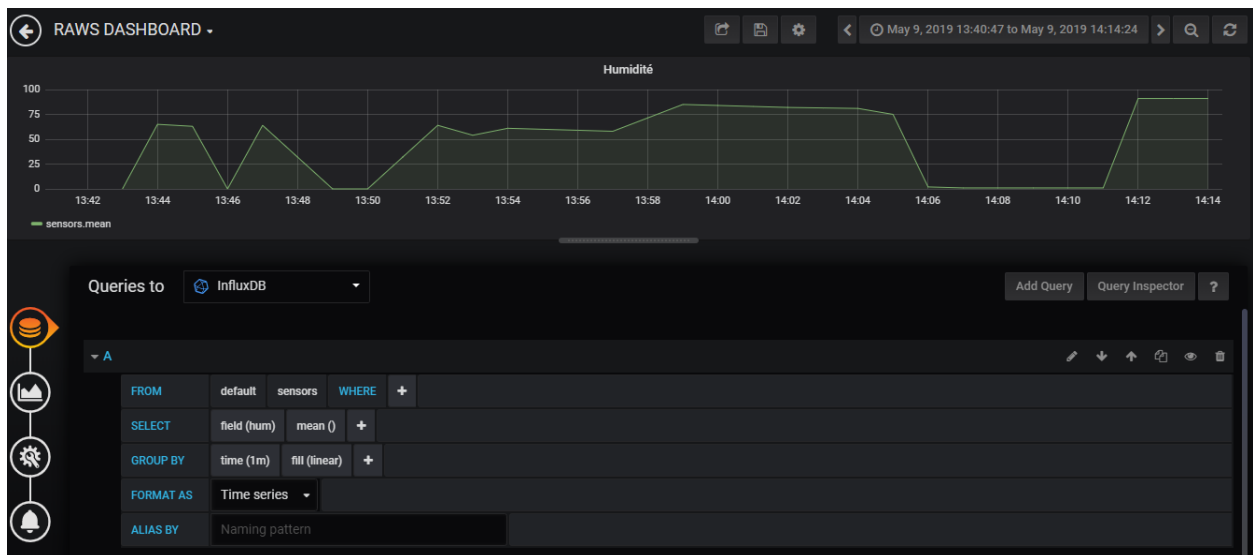 RAWS DASHBOARD
May 9, 2019 13:40:47 to May 9, 2019 14:14:24
Humidité
100
75
50
25
0
13:42 13:44 13:46 13:48 13:50 13:52 13:54 13:56 13:58 14:00 14:02 14:04 14:06 14:08 14:10 14:12 14:14
sensors.mean
Queries to InfluxDB Add Query Query Inspector ?
A
FROM default sensors WHERE +
SELECT field (hum) mean () +
GROUP BY time (1m) fill (linear) +
FORMAT AS Time series
ALIAS BY Naming pattern